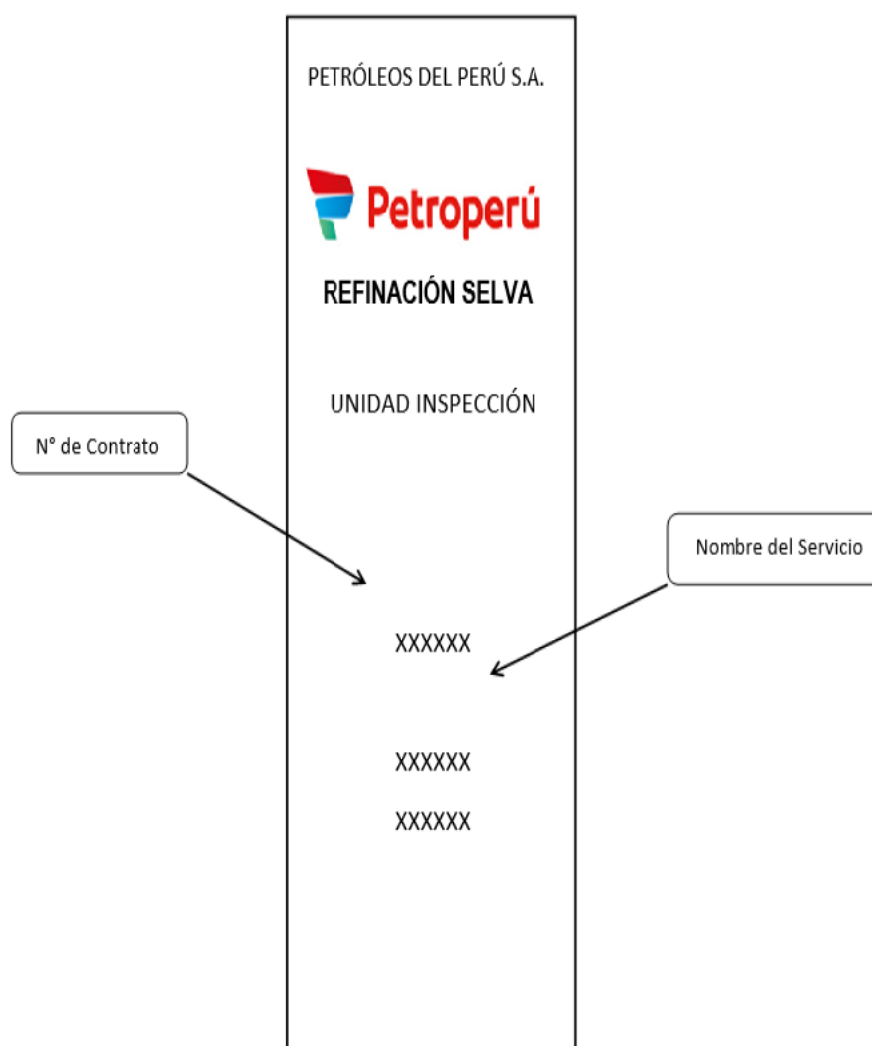 PETRÓLEOS DEL PERÚ S.A.
Petroperú
REFINACIÓN SELVA
UNIDAD INSPECCIÓN
N° de Contrato
Nombre del Servicio
XXXXXX
XXXXXX
XXXXXX